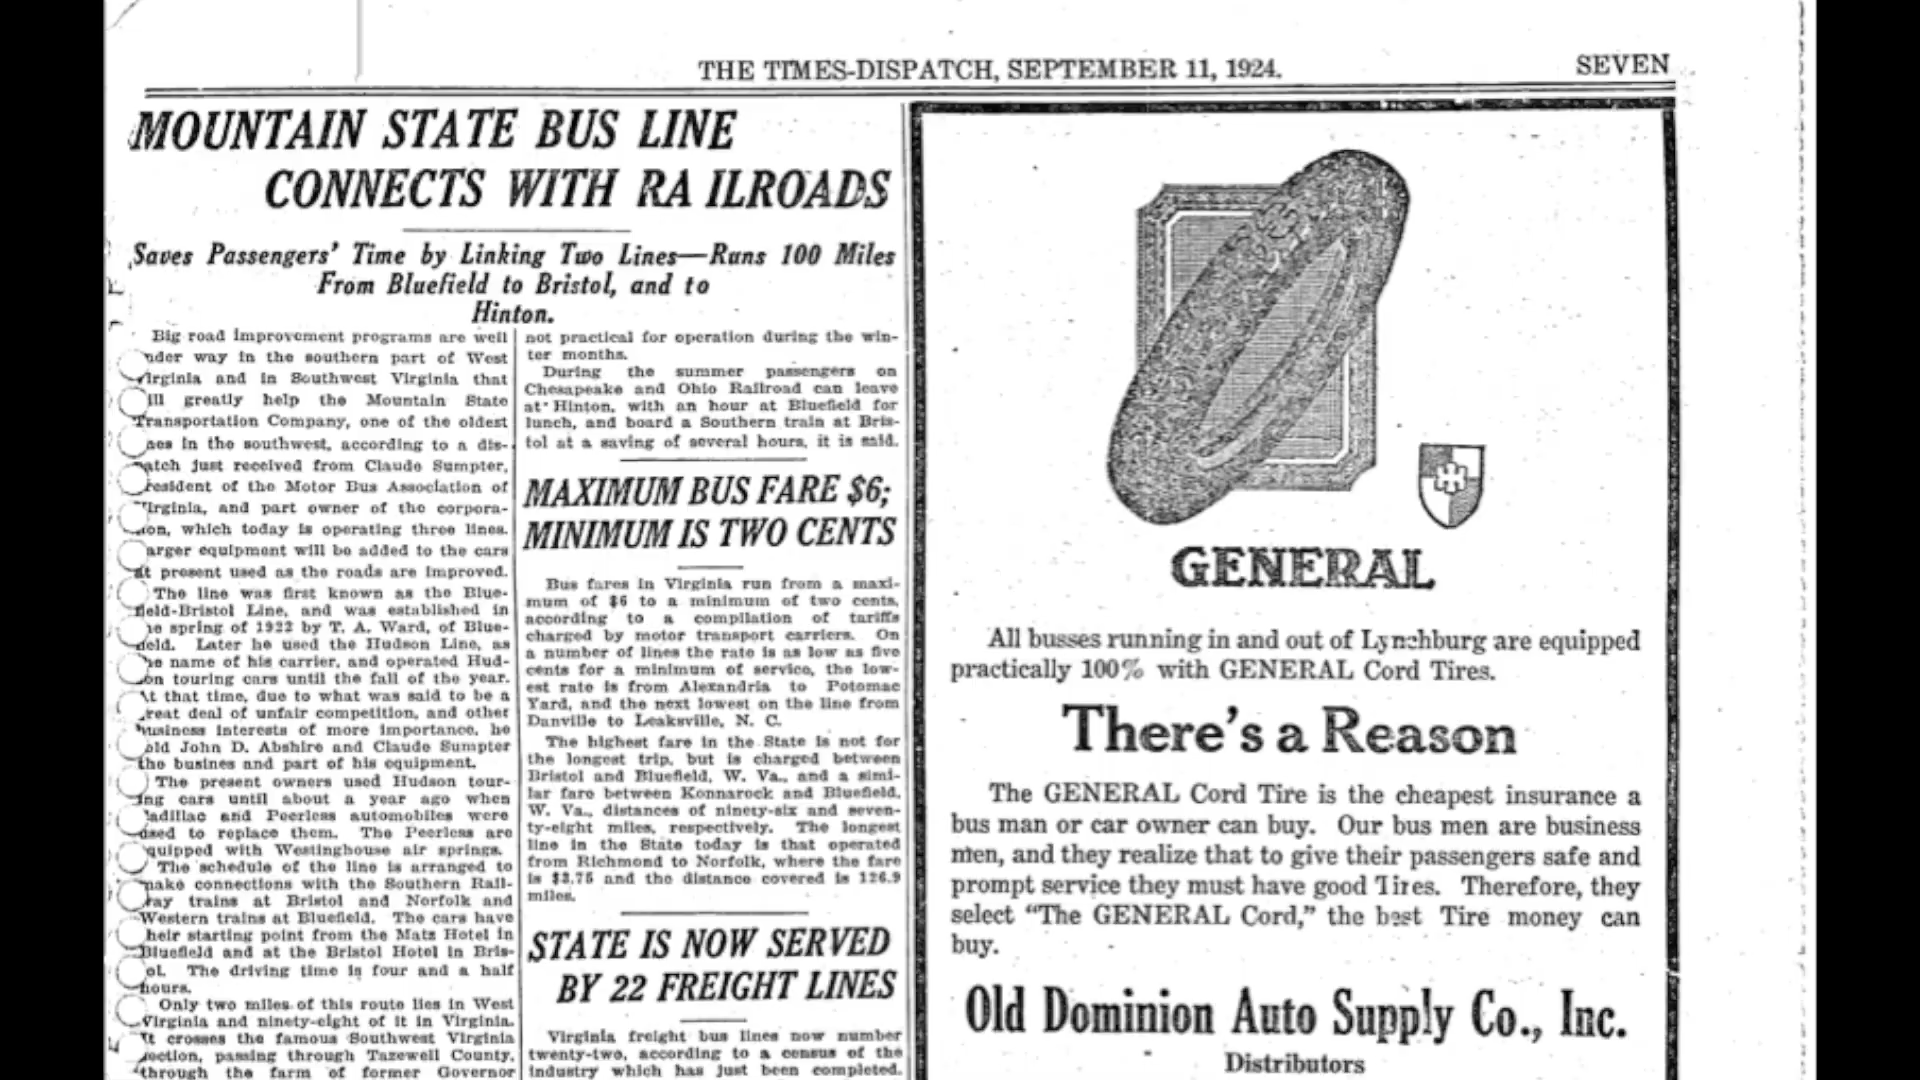 THE TIMES-DISPATCH, SEPTEMBER 11, 1924.
SEVEN
MOUNTAIN STATE BUS LINE
CONNECTS WITH RA ILROADS
Saves Passengers' Time by Linking Two Lines—Runs 100 Miles
From Bluefield to Bristol, and to
Hinton.
Big road improvement programs are well
nder way in the southern part of West
irginia and in Southwest Virginia that
ill greatly help the Mountain State
Transportation Company, one of the oldest
nes in the southwest, according to a dis-
atch just received from Claude Sumpter,
resident of the Motor Bus Association of
irginia, and part owner of the corpora-
ion, which today is operating three lines.
arger equipment will be added to the cars
at present used as the roads are improved.
The line was first known as the Blue-
field-Bristol Line, and was established in
he spring of 1922 by T. A. Ward, of Blue-
field. Later he used the Hudson Line, as
he name of his carrier, and operated Hud-
on touring cars until the fall of the year.
At that time, due to what was said to be a
reat deal of unfair competition, and other
business interests of more importance, he
old John D. Abshire and Claude Sumpter
the busines and part of his equipment.
The present owners used Hudson tour-
ing cars until about a year ago when
adillac and Peerless automobiles were
used to replace them. The Peerless are
quipped with Westinghouse air springs.
The schedule of the line is arranged to
make connections with the Southern Rail-
ay trains at Bristol and Norfolk and
Western trains at Bluefield. The cars have
heir starting point from the Matz Hotel in
Bluefield and at the Bristol Hotel in Bris-
ol. The driving time is four and a half
hours.
Only two miles of this route lies in West
Virginia and ninety-eight of it in Virginia.
It crosses the famous Southwest Virginia
section, passing through Tazewell County,
through the farm of former Governor
not practical for operation during the win-
ter months.
During the summer passengers on
Chesapeake and Ohio Railroad can leave
at Hinton, with an hour at Bluefield for
lunch, and board a Southern train at Bris-
tol at a saving of several hours, it is said.
MAXIMUM BUS FARE $6;
MINIMUM IS TWO CENTS
Bus fares in Virginia run from a maxi-
mum of $6 to a minimum of two cents,
according to a compilation of tariffs
charged by motor transport carriers. On
a number of lines the rate is as low as five
cents for a minimum of service, the low-
est rate is from Alexandria to Potomac
Yard, and the next lowest on the line from
Danville to Leaksville, N. C.
The highest fare in the State is not for
the longest trip, but is charged between
Bristol and Bluefield, W. Va., and a simi-
lar fare between Konnarock and Bluefield,
W. Va., distances of ninety-six and seven-
ty-eight miles, respectively. The longest
line in the State today is that operated
from Richmond to Norfolk, where the fare
is $3.75 and the distance covered is 126.9
miles.
STATE IS NOW SERVED
BY 22 FREIGHT LINES
Virginia freight bus lines now number
twenty-two, according to a census of the
industry which has just been completed.
GENERAL
All busses running in and out of Lynchburg are equipped
practically 100% with GENERAL Cord Tires.
There's a Reason
The GENERAL Cord Tire is the cheapest insurance a
bus man or car owner can buy. Our bus men are business
men, and they realize that to give their passengers safe and
prompt service they must have good Tires. Therefore, they
select "The GENERAL Cord," the best Tire money can
buy.
Old Dominion Auto Supply Co., Inc.
Distributors